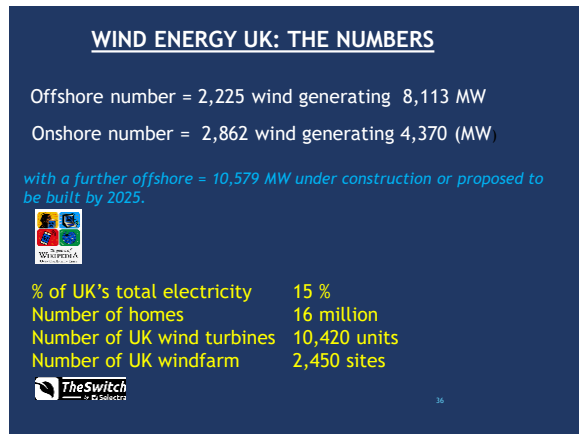 WIND ENERGY UK: THE NUMBERS
Offshore number = 2,225 wind generating 8,113 MW
Onshore number = 2,862 wind generating 4,370 (MW)
with a further offshore = 10,579 MW under construction or proposed to
be built by 2025.
WIKIPEDIA
% of UK's total electricity 15 %
Number of homes 16 million
Number of UK wind turbines 10,420 units
Number of UK windfarm 2,450 sites
TheSwitch
Selectra
36